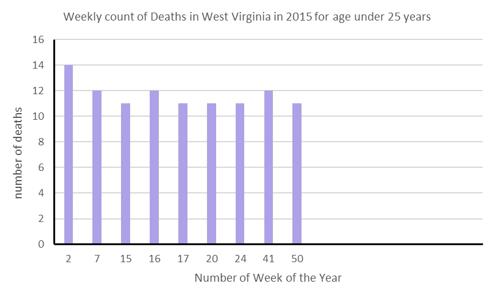 Weekly count of Deaths in West Virginia in 2015 for age under 25 years
16
14
12
10
8
6
4
2
0
number of deaths
2 7 15 16 17 20 24 41 50
Number of Week of the Year